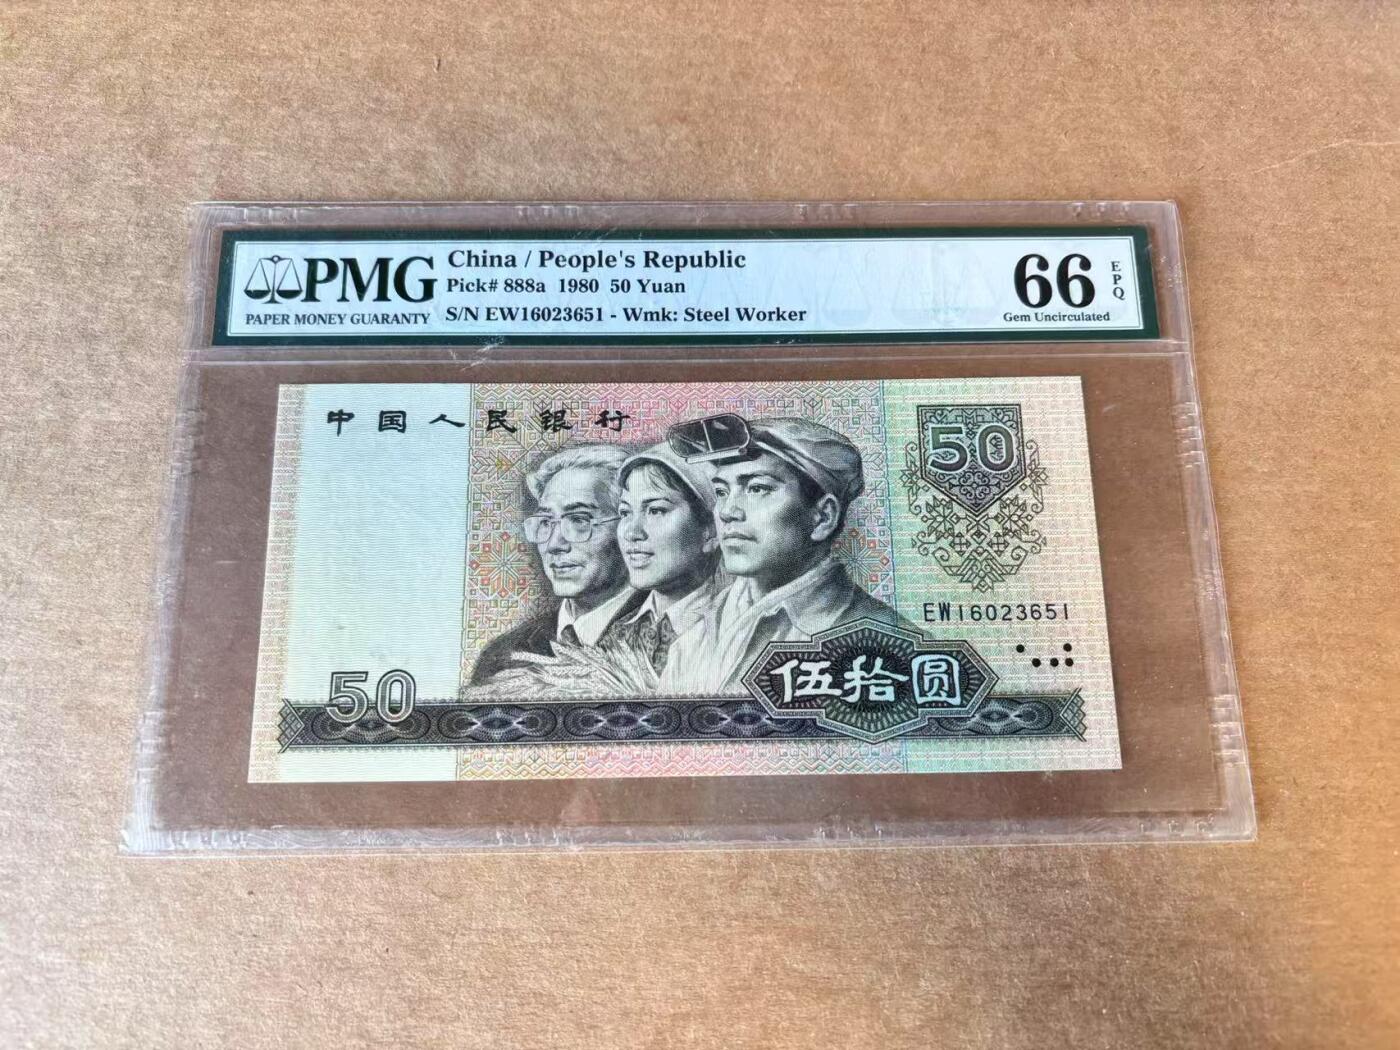 PMG
PAPER MONEY GUARANTY
China / People's Republic
Pick# 888a 1980 50 Yuan
S/N EW16023651 - Wmk: Steel Worker
66
EPQ
Gem Uncirculated
中国人民银行
50
EW16023651
50
伍拾圆